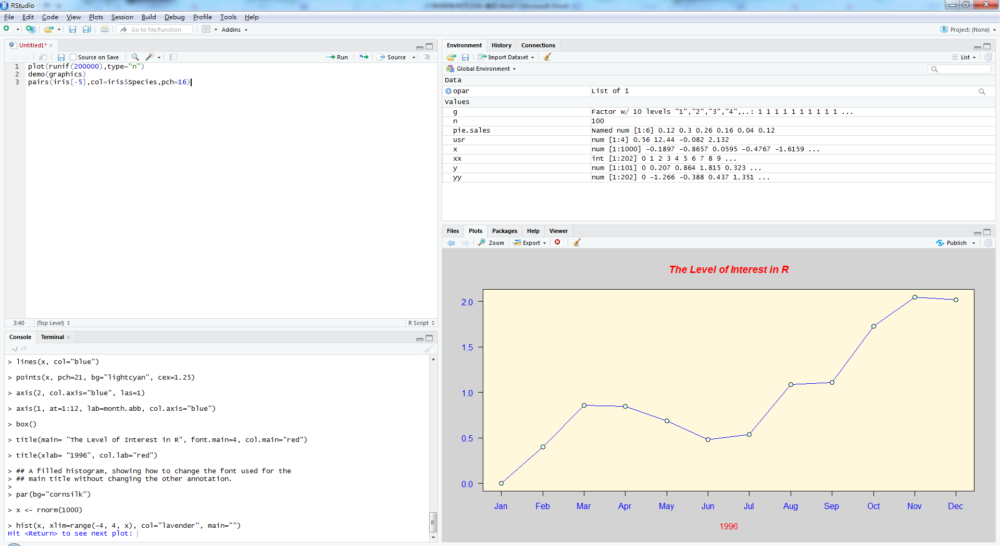 RStudio
File Edit Code View Plots Session Build Debug Profile Tools Help
Go to file/function Addins Project: (None)
Untitled1*
Source on Save Run Source
1 plot(runif(200000),type="n")
2 demo(graphics)
3 pairs(iris[-5],col=iris$Species,pch=16)
3:40 (Top Level) R Script
Console Terminal
~/
> lines(x, col="blue")
> points(x, pch=21, bg="lightcyan", cex=1.25)
> axis(2, col.axis="blue", las=1)
> axis(1, at=1:12, lab=month.abb, col.axis="blue")
> box()
> title(main= "The Level of Interest in R", font.main=4, col.main="red")
> title(xlab= "1996", col.lab="red")
> ## A filled histogram, showing how to change the font used for the
> ## main title without changing the other annotation.
>
> par(bg="cornsilk")
> x <- rnorm(1000)
> hist(x, xlim=range(-4, 4, x), col="lavender", main="")
Hit <Return> to see next plot:
Environment History Connections
Import Dataset List
Global Environment
Data
opar List of 1
Values
g Factor w/ 10 levels "1","2","3","4",..: 1 1 1 1 1 1 1 1 1 1 ...
n 100
pie.sales Named num [1:6] 0.12 0.3 0.26 0.16 0.04 0.12
usr num [1:4] 0.56 12.44 -0.082 2.132
x num [1:1000] -0.1897 -0.8657 0.0595 -0.4767 -1.6159 ...
xx int [1:202] 0 1 2 3 4 5 6 7 8 9 ...
y num [1:101] 0 0.207 0.864 1.815 0.323 ...
yy num [1:202] 0 -1.266 -0.388 0.437 1.351 ...
Files Plots Packages Help Viewer
Zoom Export Publish
The Level of Interest in R
2.0
1.5
1.0
0.5
0.0
Jan Feb Mar Apr May Jun Jul Aug Sep Oct Nov Dec
1996